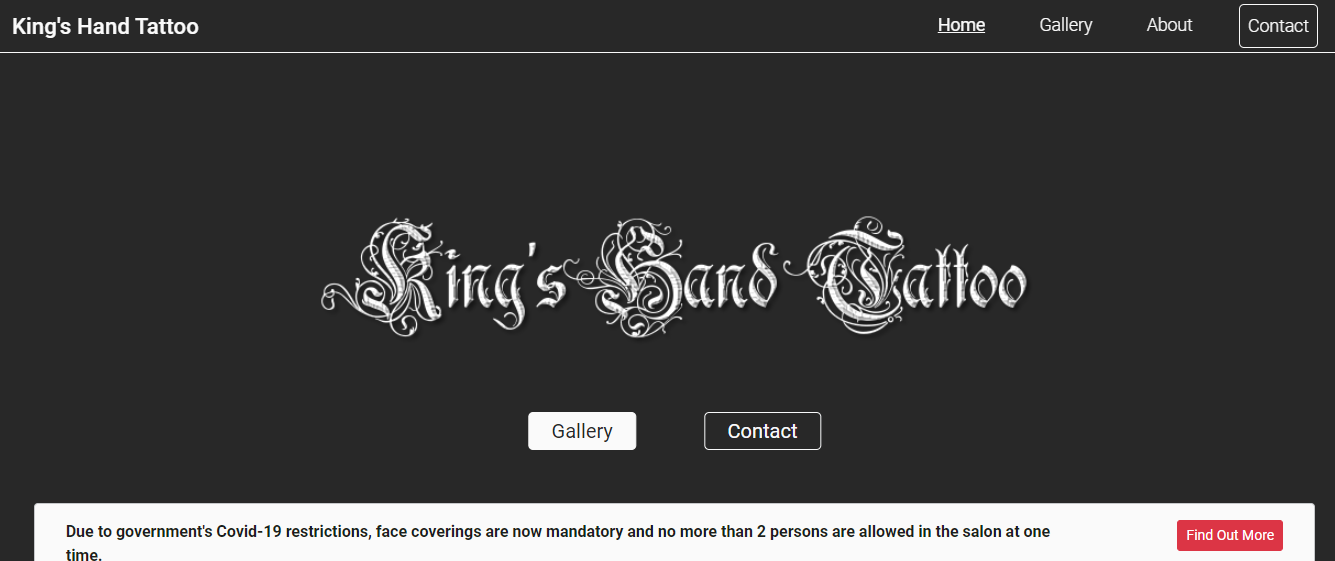 King's Hand Tattoo
Home Gallery About Contact
King's Hand Tattoo
Gallery Contact
Due to government's Covid-19 restrictions, face coverings are now mandatory and no more than 2 persons are allowed in the salon at one
time.
Find Out More